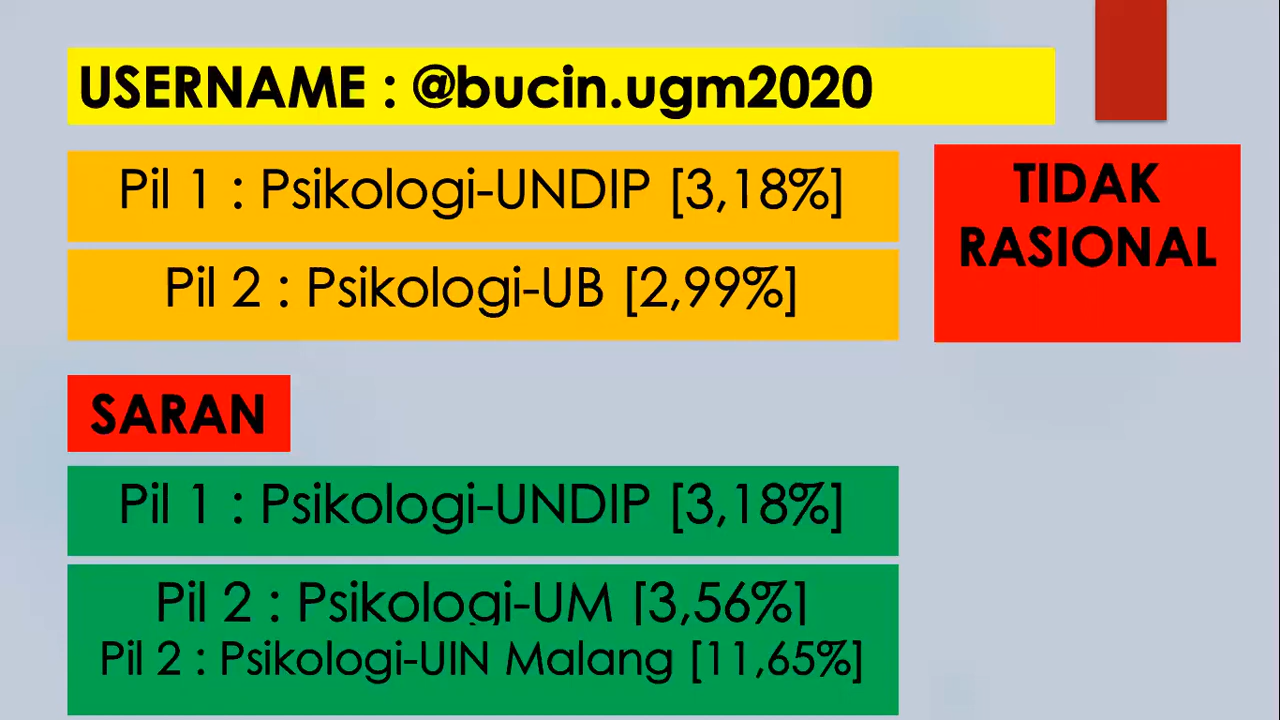 USERNAME : @bucin.ugm2020
Pil 1 : Psikologi-UNDIP [3,18%]
Pil 2 : Psikologi-UB [2,99%]
TIDAK
RASIONAL
SARAN
Pil 1 : Psikologi-UNDIP [3,18%]
Pil 2 : Psikologi-UM [3,56%]
Pil 2 : Psikologi-UIN Malang [11,65%]